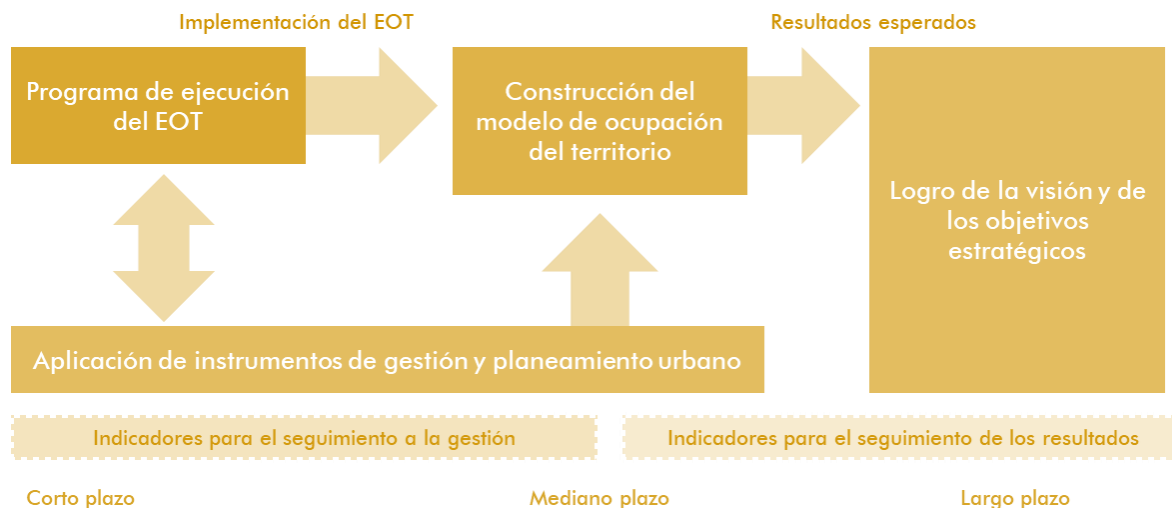 Implementación del EOT
Resultados esperados
Programa de ejecución
del EOT
Construcción del
modelo de ocupación
del territorio
Logro de la visión y de
los objetivos
estratégicos
Aplicación de instrumentos de gestión y planeamiento urbano
Indicadores para el seguimiento a la gestión
Indicadores para el seguimiento de los resultados
Corto plazo
Mediano plazo
Largo plazo